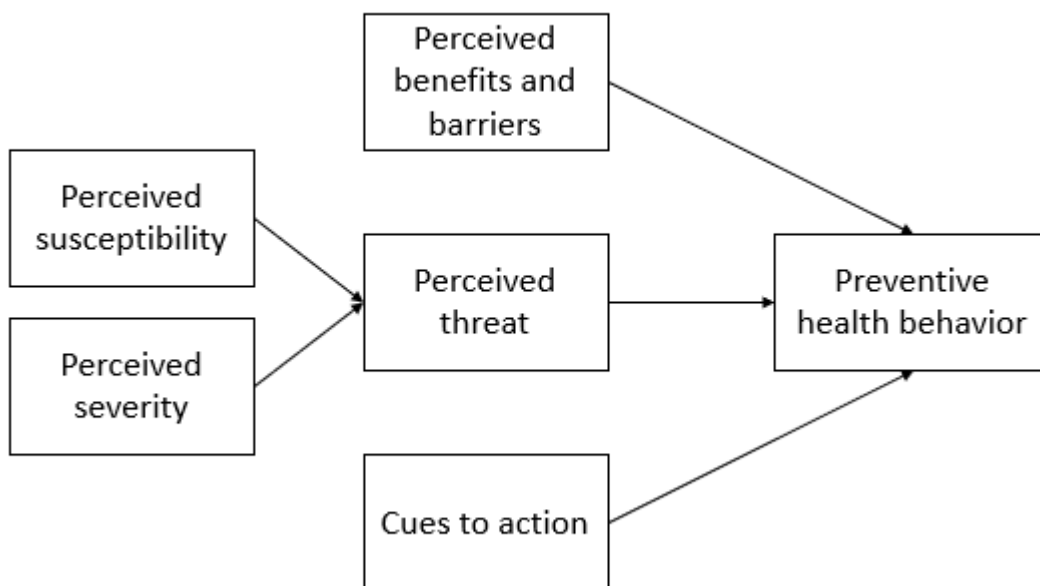 Perceived
benefits and
barriers
Perceived
susceptibility
Perceived
threat
Preventive
health behavior
Perceived
severity
Cues to action